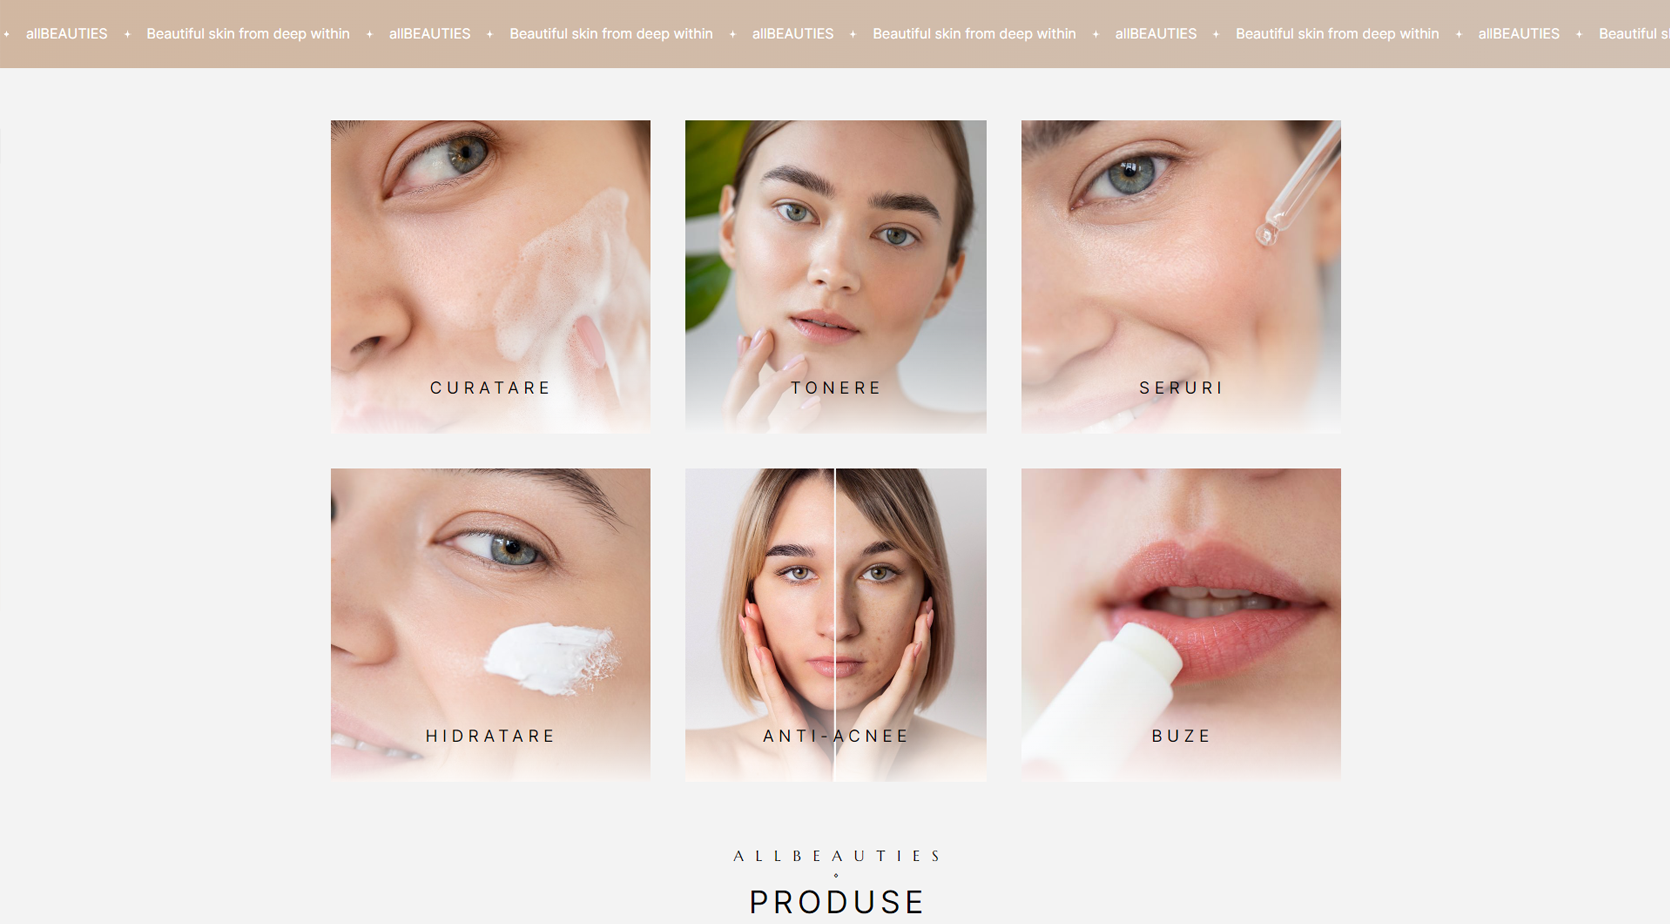 allBEAUTIES Beautiful skin from deep within allBEAUTIES Beautiful skin from deep within allBEAUTIES Beautiful skin from deep within allBEAUTIES Beautiful skin from deep within allBEAUTIES Beautiful
CURATARE TONERE SERURI
HIDRATARE ANTI-ACNEE BUZE
ALLBEAUTIES
PRODUSE